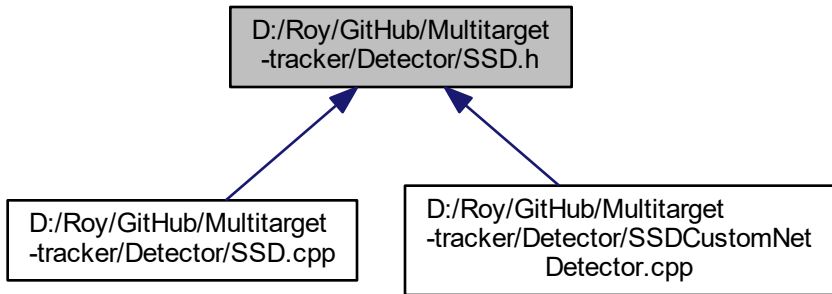 D:/Roy/GitHub/Multitarget
-tracker/Detector/SSD.h
D:/Roy/GitHub/Multitarget
-tracker/Detector/SSD.cpp
D:/Roy/GitHub/Multitarget
-tracker/Detector/SSDCustomNet
Detector.cpp